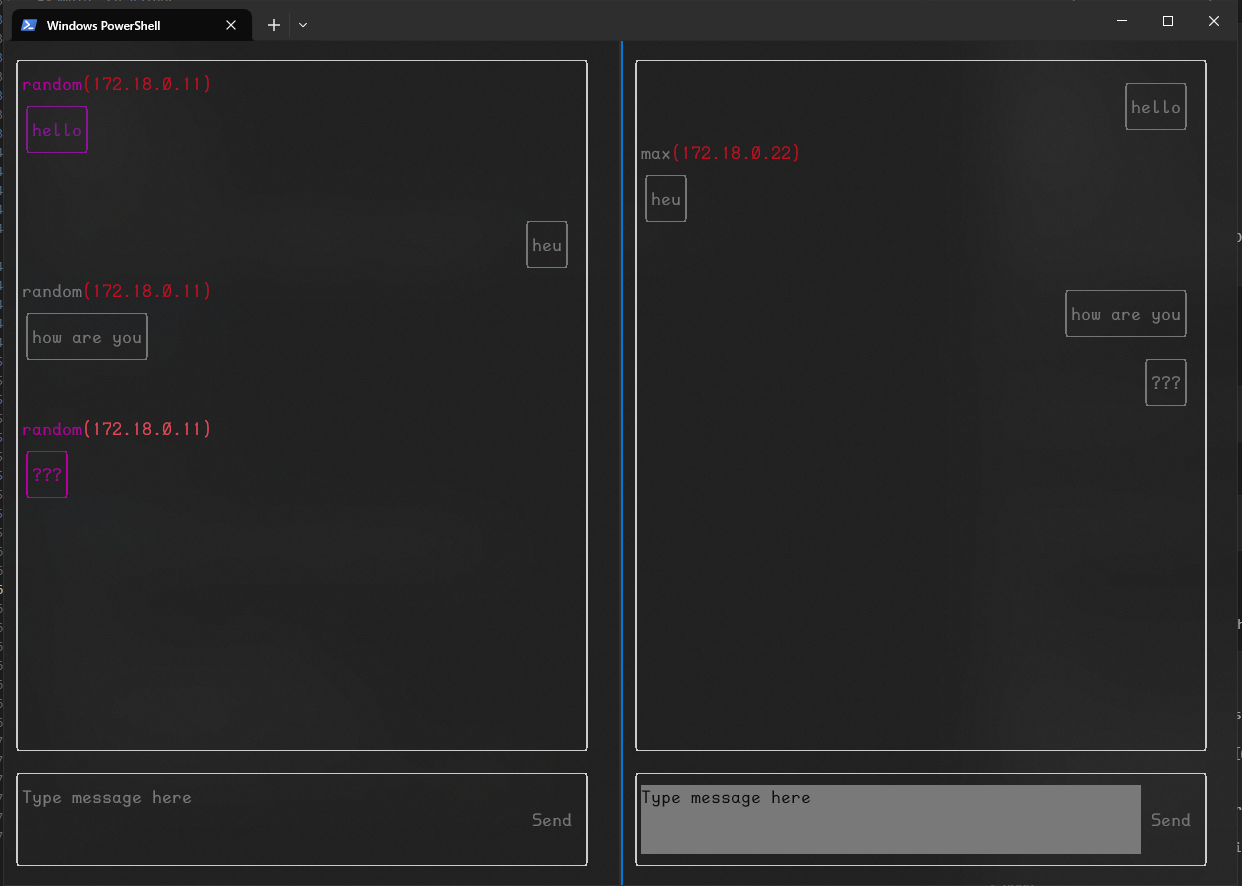 Windows PowerShell
random(172.18.0.11)
hello
heu
random(172.18.0.11)
how are you
random(172.18.0.11)
???
Type message here
Send
hello
max(172.18.0.22)
heu
how are you
???
Type message here
Send